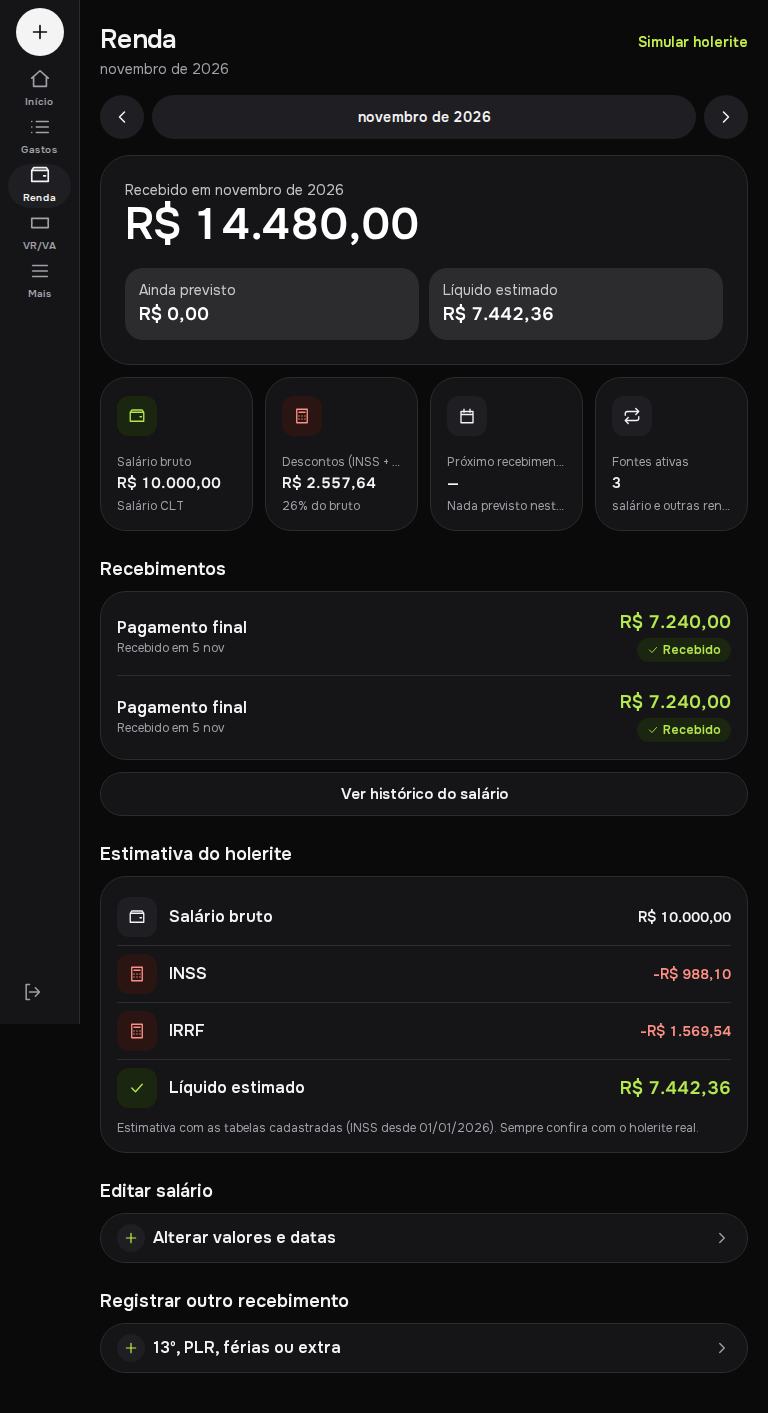 Renda
novembro de 2026
Simular holerite
Início
Gastos
Renda
VR/VA
Mais
novembro de 2026
Recebido em novembro de 2026
R$ 14.480,00
Ainda previsto
R$ 0,00
Líquido estimado
R$ 7.442,36
Salário bruto
R$ 10.000,00
Salário CLT
Descontos (INSS + ...
R$ 2.557,64
26% do bruto
Próximo recebimen...
—
Nada previsto nest...
Fontes ativas
3
salário e outras ren...
Recebimentos
Pagamento final
Recebido em 5 nov
R$ 7.240,00
Recebido
Pagamento final
Recebido em 5 nov
R$ 7.240,00
Recebido
Ver histórico do salário
Estimativa do holerite
Salário bruto
R$ 10.000,00
INSS
-R$ 988,10
IRRF
-R$ 1.569,54
Líquido estimado
R$ 7.442,36
Estimativa com as tabelas cadastradas (INSS desde 01/01/2026). Sempre confira com o holerite real.
Editar salário
Alterar valores e datas
Registrar outro recebimento
13º, PLR, férias ou extra